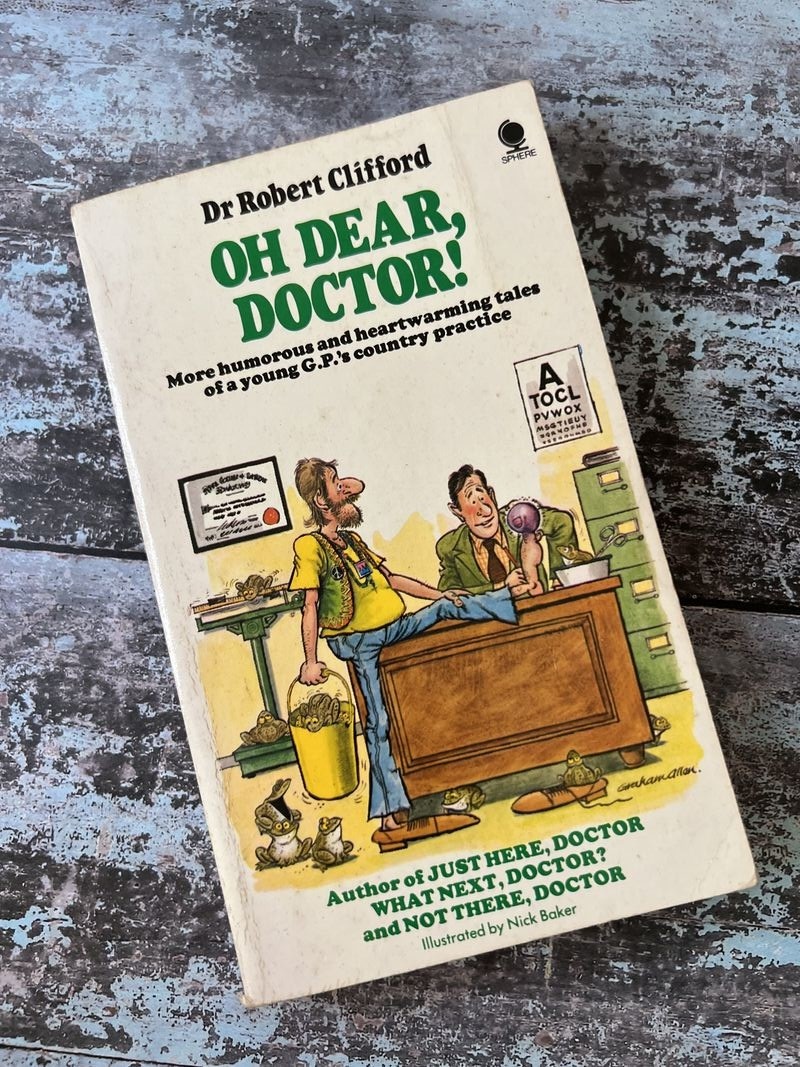 SPHERE
Dr Robert Clifford
OH DEAR,
DOCTOR!
More humorous and heartwarming tales
of a young G.P.'s country practice
A
TOCL
PVWOX
Graham Allen.
Author of JUST HERE, DOCTOR
WHAT NEXT, DOCTOR?
and NOT THERE, DOCTOR
Illustrated by Nick Baker